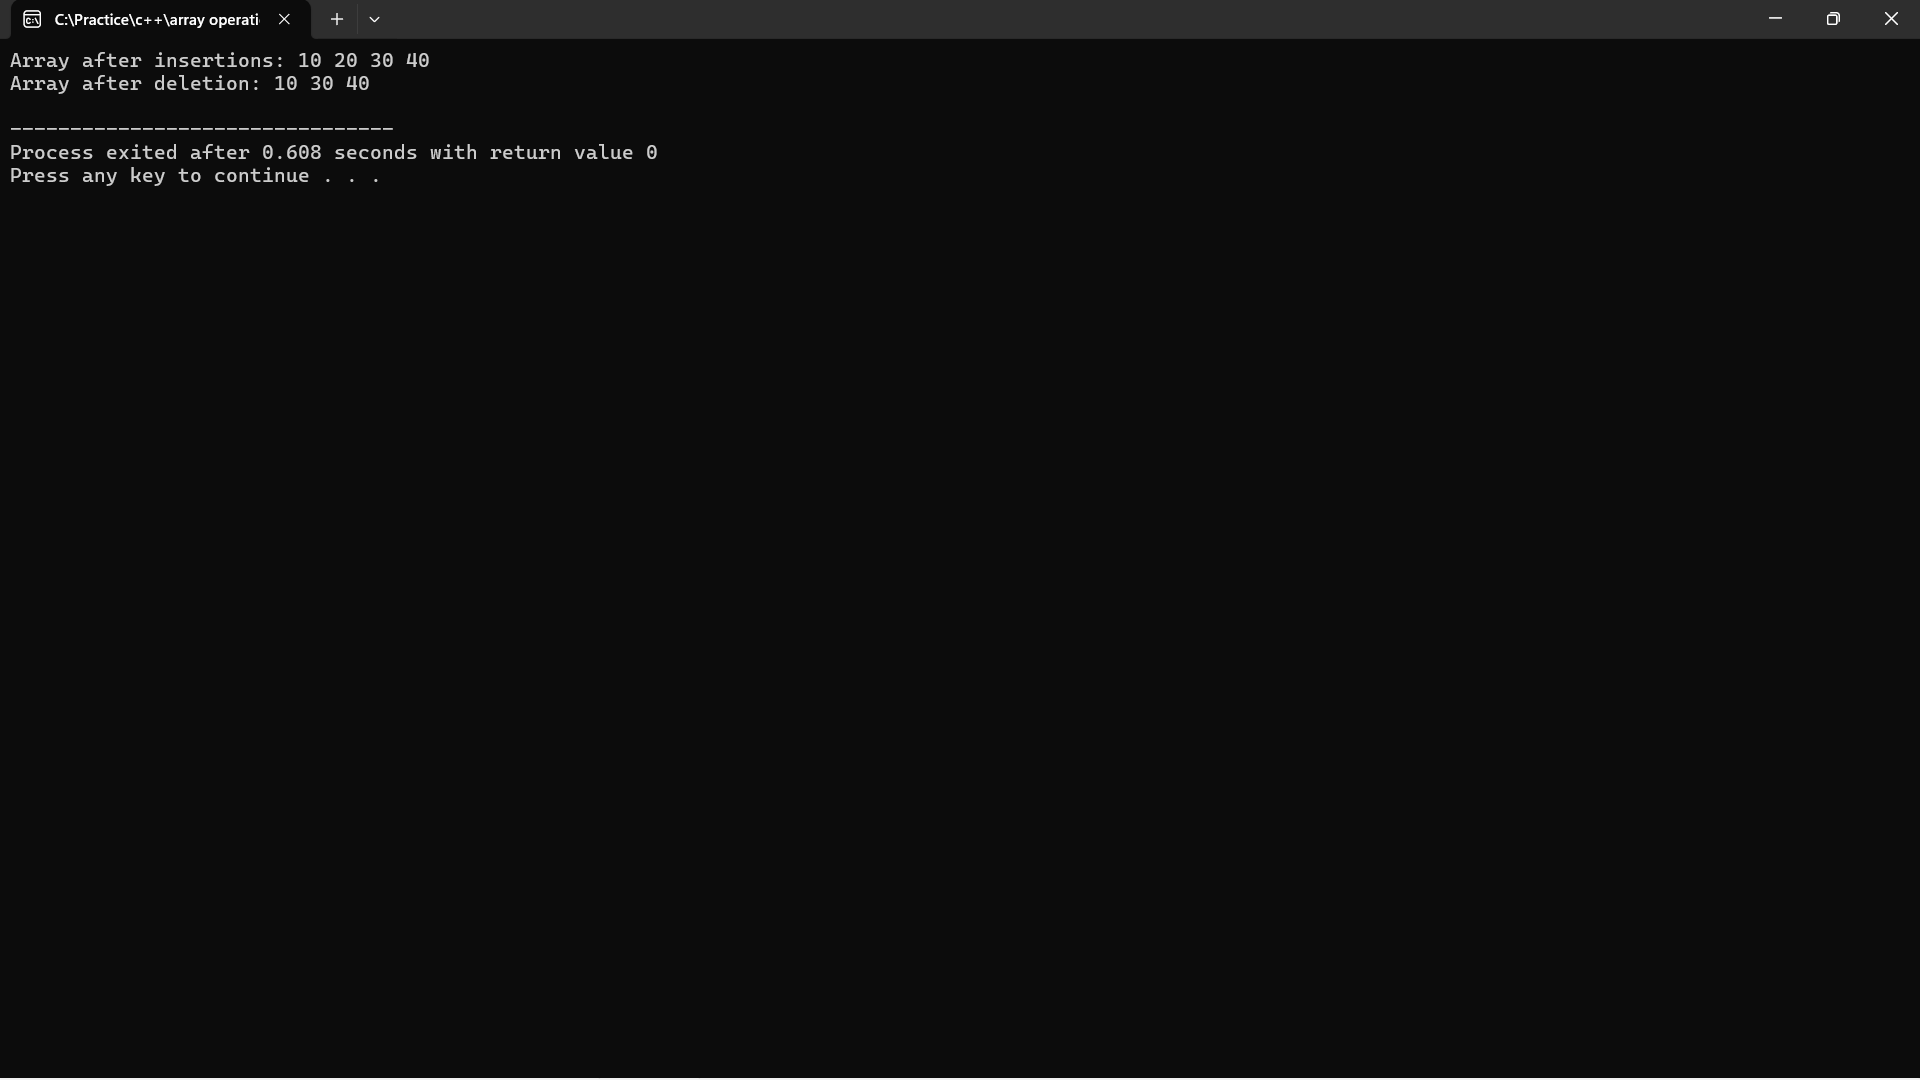 C:\Practice\c++\array operati
Array after insertions: 10 20 30 40
Array after deletion: 10 30 40
--------------------------------
Process exited after 0.608 seconds with return value 0
Press any key to continue . . .